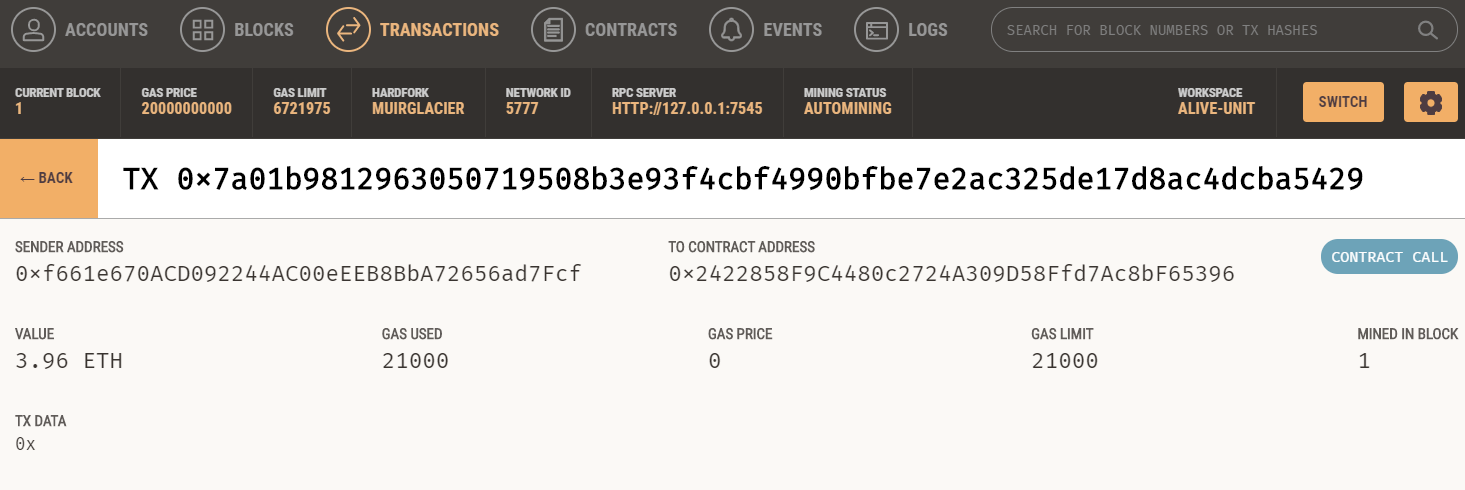 ACCOUNTS BLOCKS TRANSACTIONS CONTRACTS EVENTS LOGS SEARCH FOR BLOCK NUMBERS OR TX HASHES
CURRENT BLOCK GAS PRICE GAS LIMIT HARDFORK NETWORK ID RPC SERVER MINING STATUS WORKSPACE
1 20000000000 6721975 MUIRGLACIER 5777 HTTP://127.0.0.1:7545 AUTOMINING ALIVE-UNIT SWITCH
← BACK TX 0×7a01b9812963050719508b3e93f4cbf4990bfbe7e2ac325de17d8ac4dcba5429
SENDER ADDRESS TO CONTRACT ADDRESS
0×f661e670ACD092244AC00eEEB8BbA72656ad7Fcf 0×2422858F9C4480c2724A309D58Ffd7Ac8bF65396 CONTRACT CALL
VALUE GAS USED GAS PRICE GAS LIMIT MINED IN BLOCK
3.96 ETH 21000 0 21000 1
TX DATA
0x